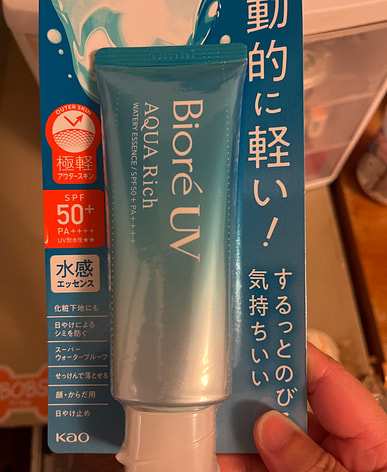 動的に軽い!
するっとのび
気持ちいい
OUTER SKIN
極軽
アウタースキン
SPF
50+
PA++++
UV耐水性★★
水感
エッセンス
化粧下地にも
日やけによる
シミを防ぐ
スーパー
ウォータープルーフ
せっけんで落とせる
顔・からだ用
日やけ止め
Kao
Bioré UV
AQUA Rich
WATERY ESSENCE / SPF50+ PA++++
BOBS